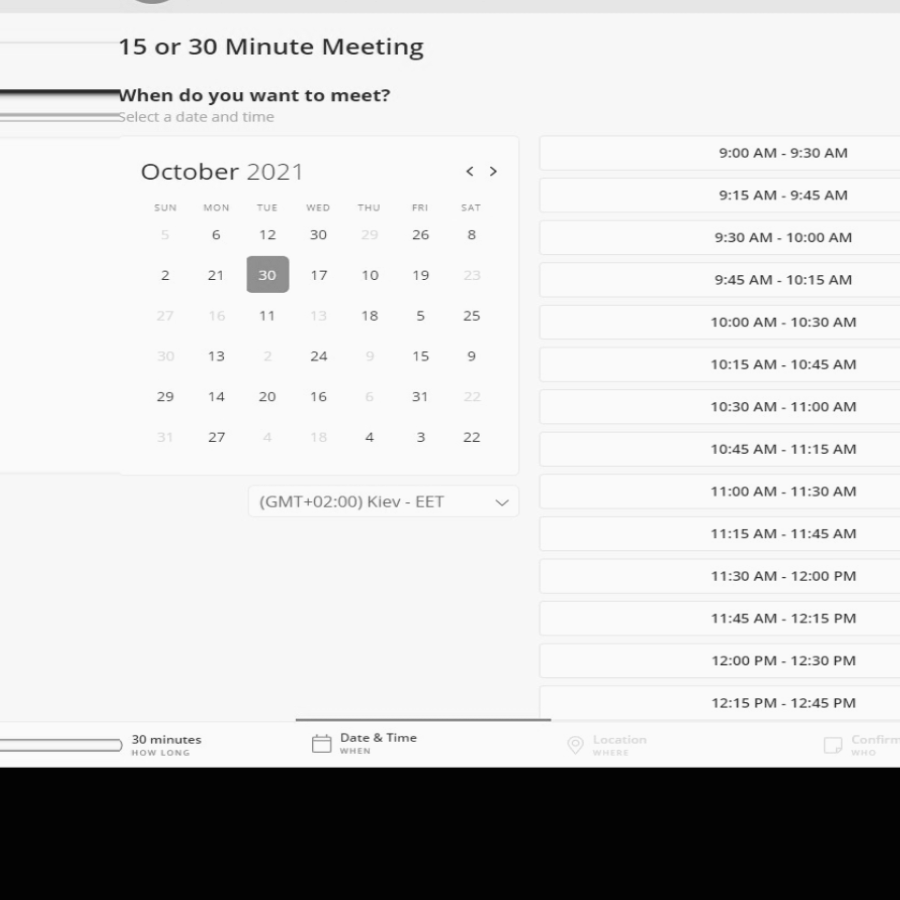 15 or 30 Minute Meeting
When do you want to meet?
Select a date and time
October 2021 < >
SUN MON TUE WED THU FRI SAT
5 6 12 30 29 26 8
2 21 30 17 10 19 23
27 16 11 13 18 5 25
30 13 2 24 9 15 9
29 14 20 16 6 31 22
31 27 4 18 4 3 22
(GMT+02:00) Kiev - EET
9:00 AM - 9:30 AM
9:15 AM - 9:45 AM
9:30 AM - 10:00 AM
9:45 AM - 10:15 AM
10:00 AM - 10:30 AM
10:15 AM - 10:45 AM
10:30 AM - 11:00 AM
10:45 AM - 11:15 AM
11:00 AM - 11:30 AM
11:15 AM - 11:45 AM
11:30 AM - 12:00 PM
11:45 AM - 12:15 PM
12:00 PM - 12:30 PM
12:15 PM - 12:45 PM
30 minutes
HOW LONG
Date & Time
WHEN
Location
WHERE
Confirm
WHO